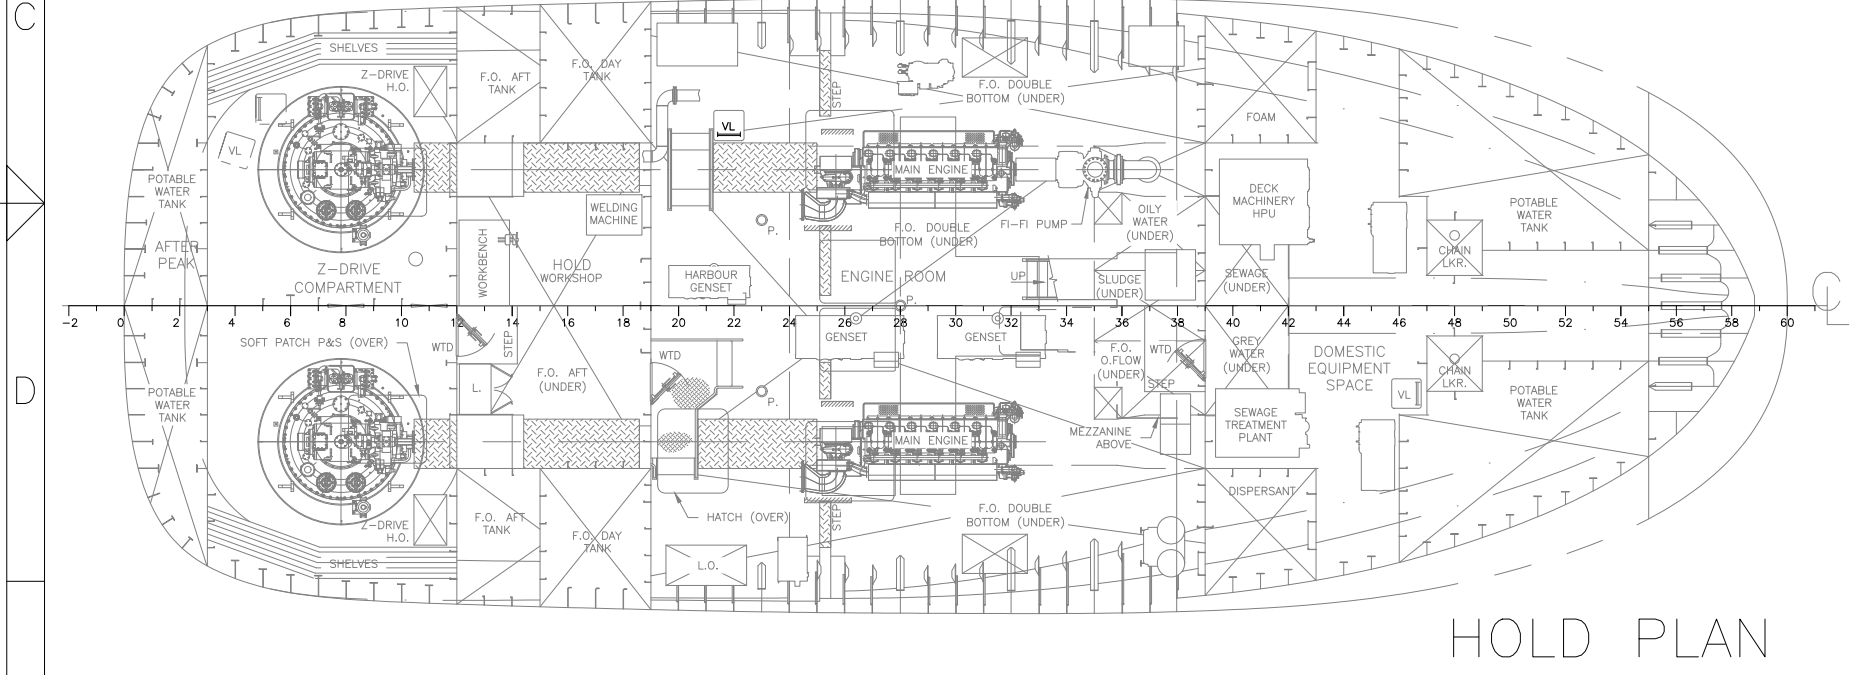 C
SHELVES
Z-DRIVE
H.O.
F.O. AFT
TANK
F.O. DAY
TANK
STEP
F.O. DOUBLE
BOTTOM (UNDER)
FOAM
VL
VL
MAIN ENGINE
POTABLE
WATER
TANK
AFTER
PEAK
Z-DRIVE
COMPARTMENT
WORKBENCH
WELDING
MACHINE
HOLD
WORKSHOP
P.
HARBOUR
GENSET
F.O. DOUBLE
BOTTOM (UNDER)
ENGINE ROOM
FI-FI PUMP
OILY
WATER
(UNDER)
UP
SLUDGE
(UNDER)
DECK
MACHINERY
HPU
SEWAGE
(UNDER)
CHAIN
LKR.
POTABLE
WATER
TANK
P.
CL
-2 0 2 4 6 8 10 12 14 16 18 20 22 24 26 28 30 32 34 36 38 40 42 44 46 48 50 52 54 56 58 60
D
SOFT PATCH P&S (OVER)
WTD
STEP
L.
F.O. AFT
(UNDER)
WTD
P.
GENSET
GENSET
F.O.
O.FLOW
(UNDER)
WTD
STEP
GREY
WATER
(UNDER)
DOMESTIC
EQUIPMENT
SPACE
VL
CHAIN
LKR.
POTABLE
WATER
TANK
POTABLE
WATER
TANK
MAIN ENGINE
MEZZANINE
ABOVE
SEWAGE
TREATMENT
PLANT
DISPERSANT
Z-DRIVE
H.O.
SHELVES
F.O. AFT
TANK
F.O. DAY
TANK
HATCH (OVER)
L.O.
STEP
F.O. DOUBLE
BOTTOM (UNDER)
HOLD PLAN